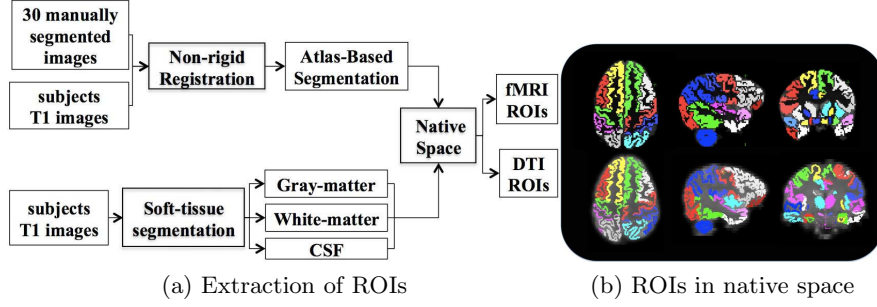 30 manually
segmented
images
subjects
T1 images
Non-rigid
Registration
Atlas-Based
Segmentation
Native
Space
fMRI
ROIs
DTI
ROIs
subjects
T1 images
Soft-tissue
segmentation
Gray-matter
White-matter
CSF
(a) Extraction of ROIs
(b) ROIs in native space